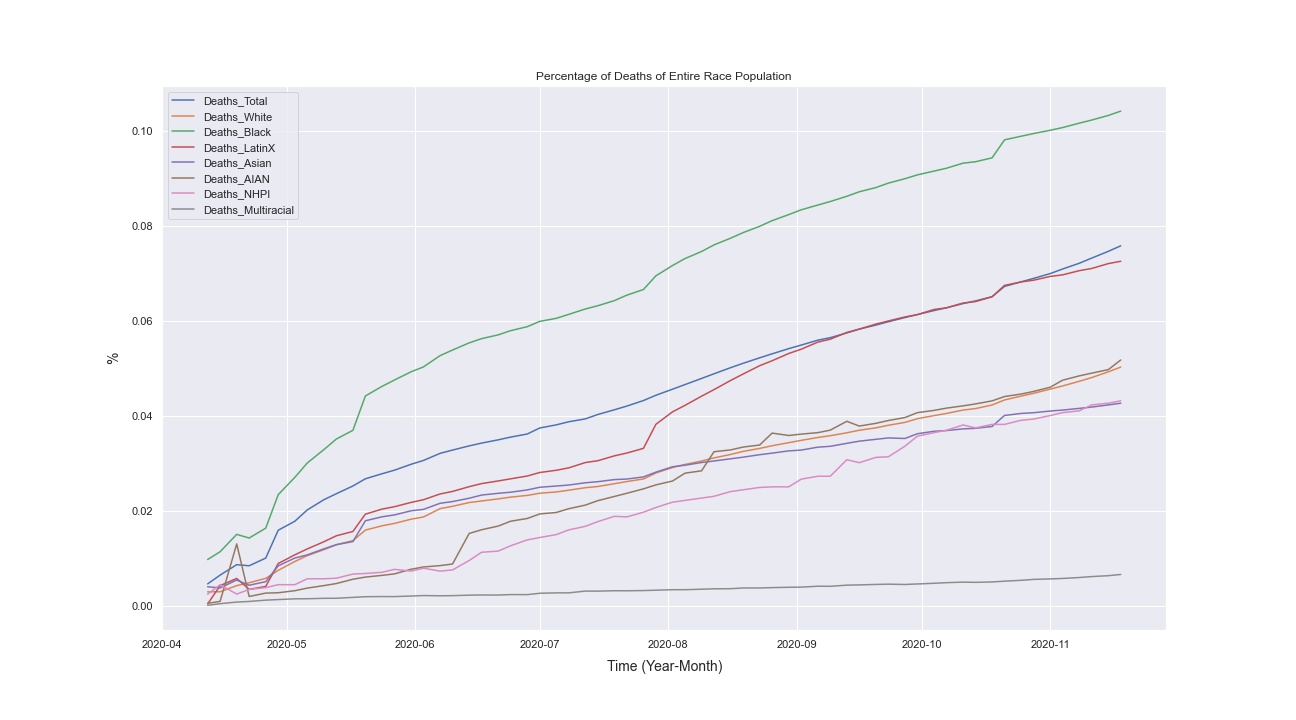 Percentage of Deaths of Entire Race Population
Deaths_Total
Deaths_White
Deaths_Black
Deaths_LatinX
Deaths_Asian
Deaths_AIAN
Deaths_NHPI
Deaths_Multiracial
0.10
0.08
0.06
0.04
0.02
0.00
%
2020-04 2020-05 2020-06 2020-07 2020-08 2020-09 2020-10 2020-11
Time (Year-Month)